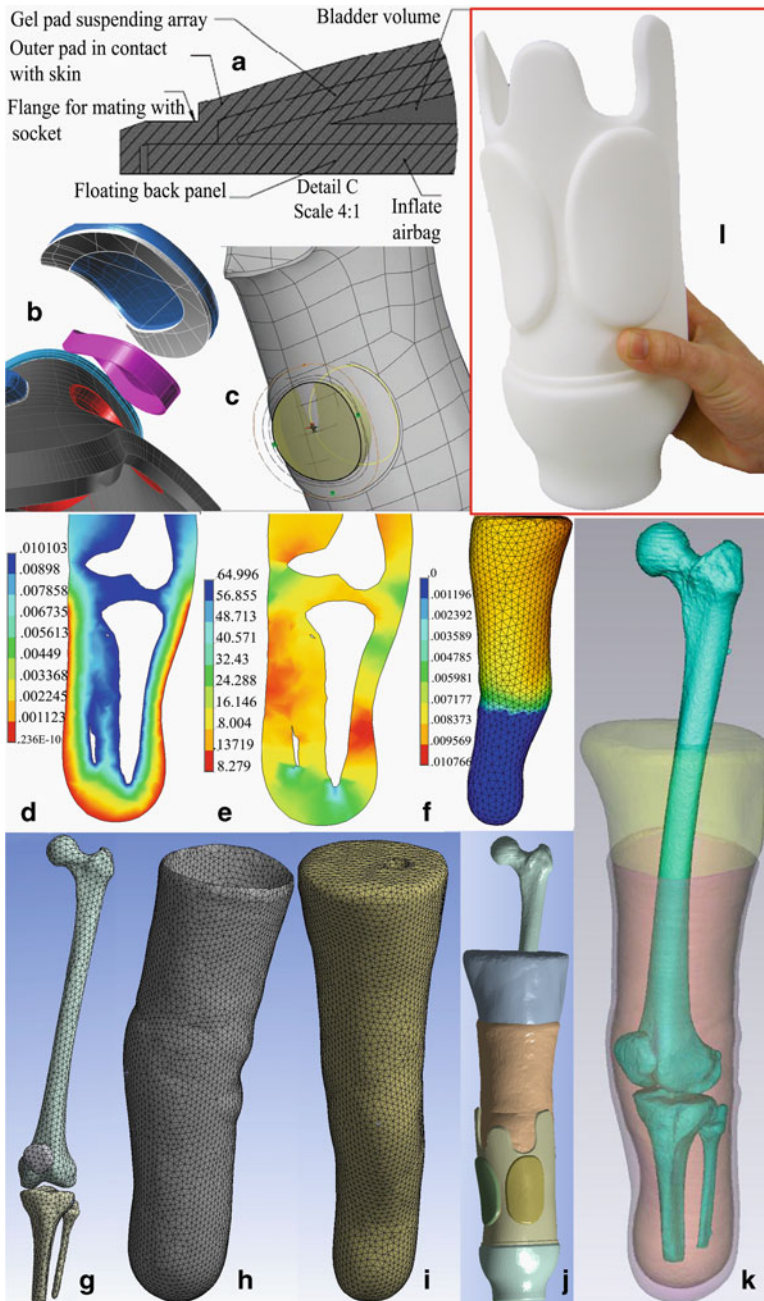 Gel pad suspending array
Bladder volume
Outer pad in contact
with skin
a
Flange for mating with
socket
Floating back panel
Detail C
Scale 4:1
Inflate
airbag
l
b
c
.010103
.00898
.007858
.006735
.005613
.00449
.003368
.002245
.001123
.236E-10
d
64.996
56.855
48.713
40.571
32.43
24.288
16.146
8.004
.13719
8.279
e
0
.001196
.002392
.003589
.004785
.005981
.007177
.008373
.009569
.010766
f
g
h
i
j
k